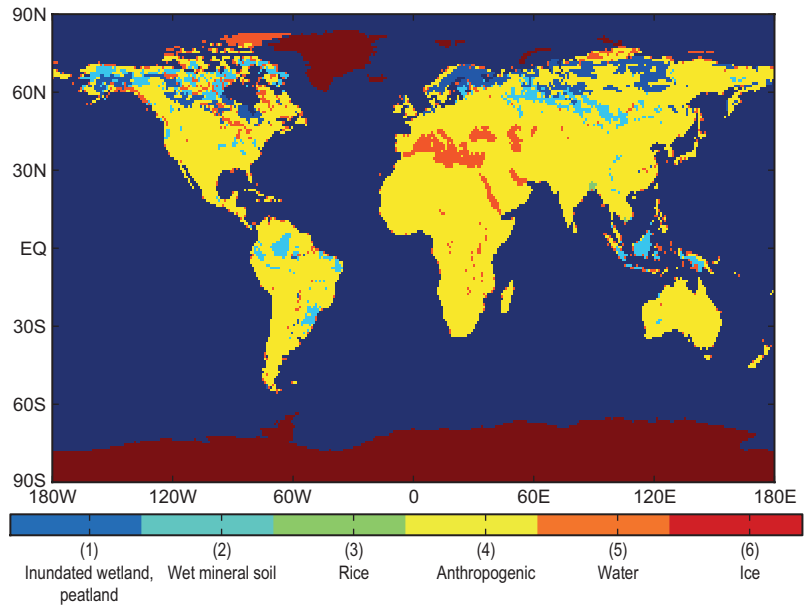 90N
60N
30N
EQ
30S
60S
90S
180W 120W 60W 0 60E 120E 180E
(1) (2) (3) (4) (5) (6)
Inundated wetland, Wet mineral soil Rice Anthropogenic Water Ice
peatland